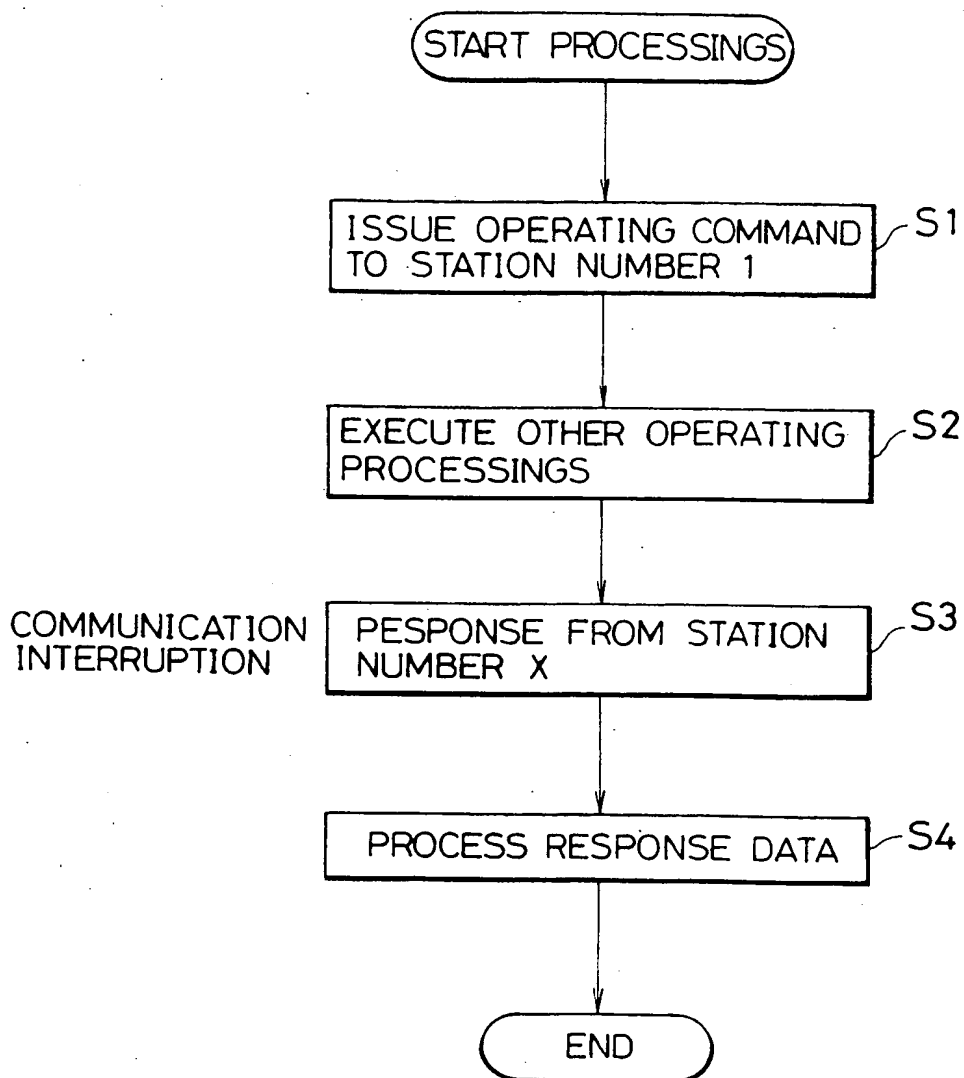 START PROCESSINGS
ISSUE OPERATING COMMAND
TO STATION NUMBER 1
S1
EXECUTE OTHER OPERATING
PROCESSINGS
S2
COMMUNICATION
INTERRUPTION
PESPONSE FROM STATION
NUMBER X
S3
PROCESS RESPONSE DATA
S4
END